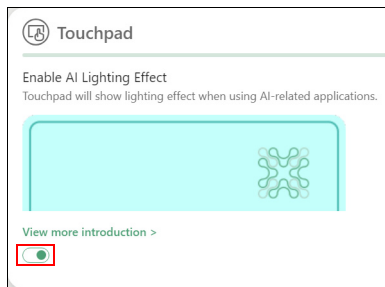 Touchpad
Enable AI Lighting Effect
Touchpad will show lighting effect when using AI-related applications.
View more introduction >